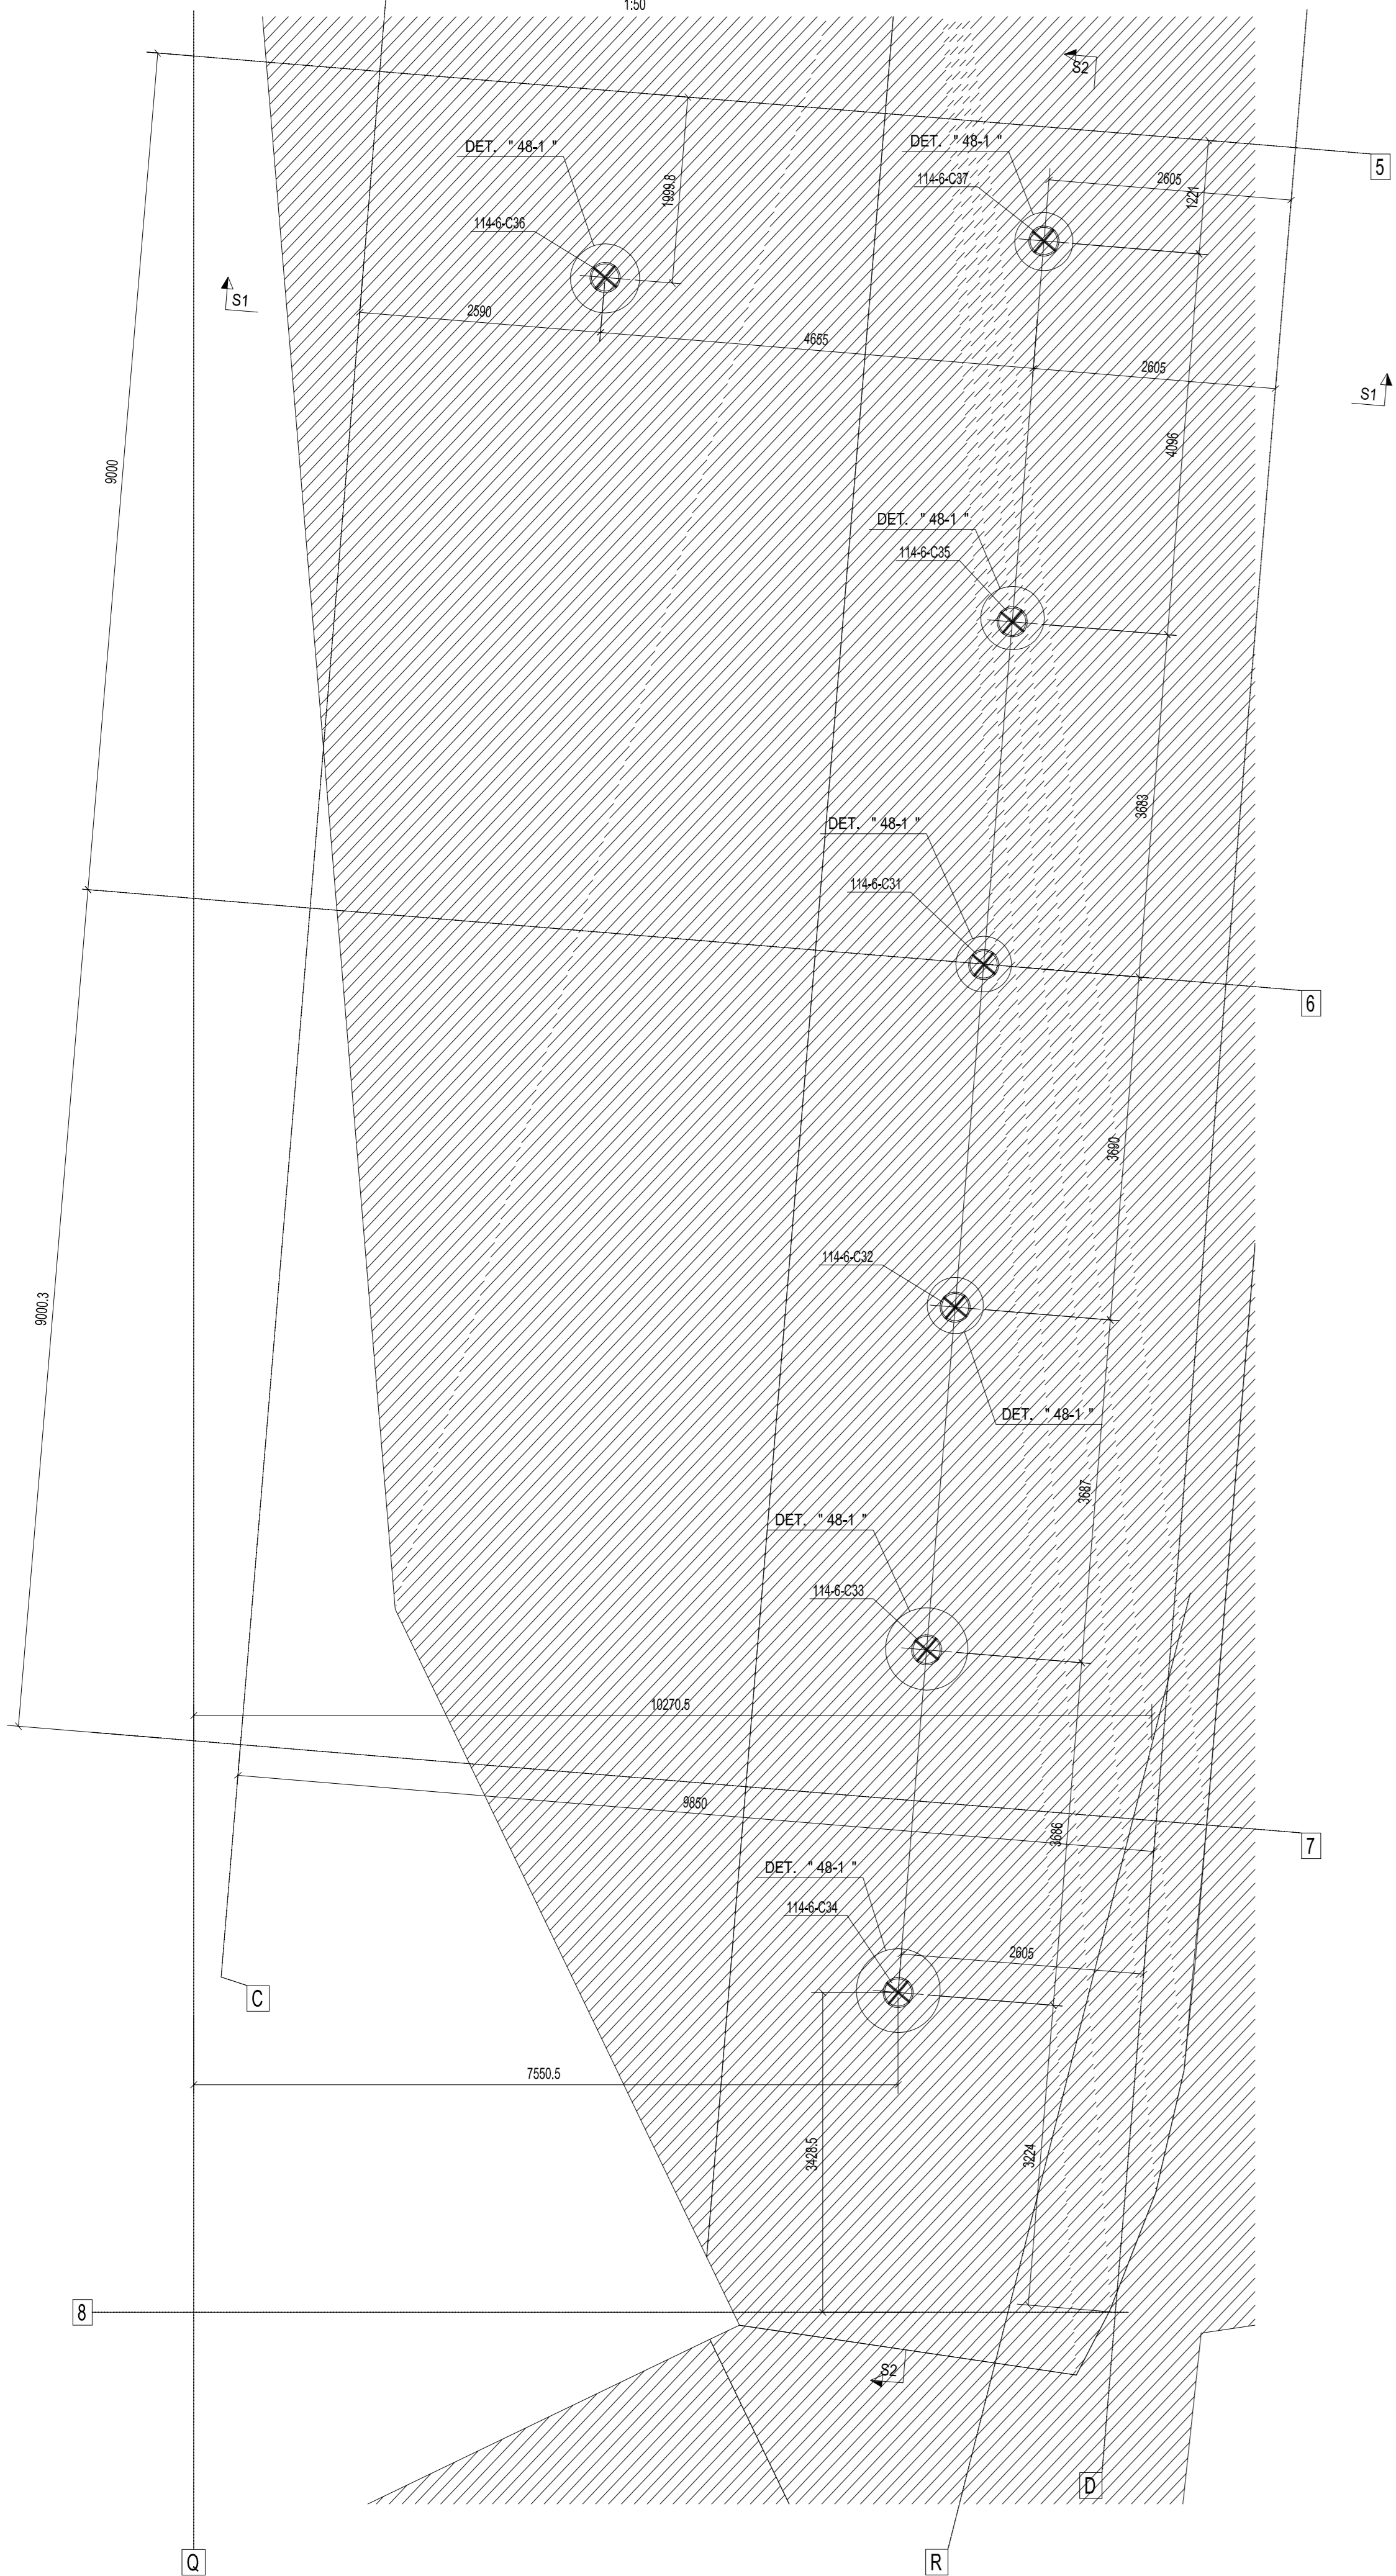 1:50
S2
5
DET. "48-1"
DET. "48-1"
1999.8
114-6-C37
2605
1221
114-6-C36
S1
2590
4655
2605
S1
9000
4096
DET. "48-1"
114-6-C35
3683
DET. "48-1"
114-6-C31
6
3690
114-6-C32
9000.3
DET. "48-1"
3687
DET. "48-1"
114-6-C33
10270.5
9850
3686
7
DET. "48-1"
114-6-C34
2605
C
7550.5
3428.5
3224
8
S2
D
Q
R